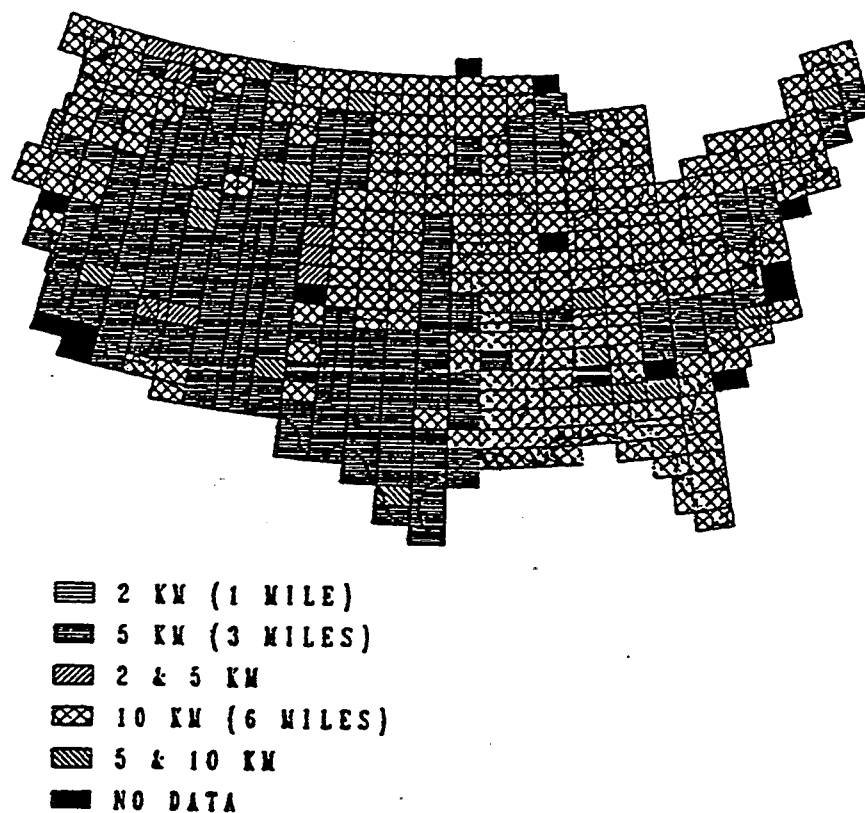 2 KM (1 MILE)
5 KM (3 MILES)
2 & 5 KM
10 KM (6 MILES)
5 & 10 KM
NO DATA